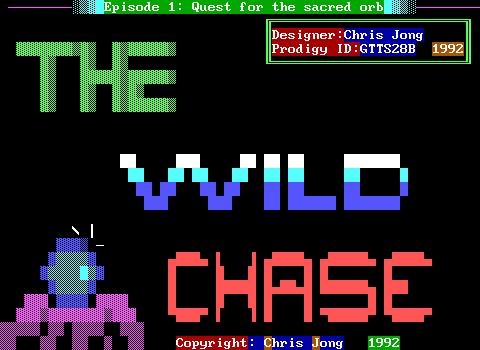 Episode 1: Quest for the sacred orb
Designer:Chris Jong
Prodigy ID:GTTS28B 1992
THE
WILD
CHASE
Copyright: Chris Jong 1992